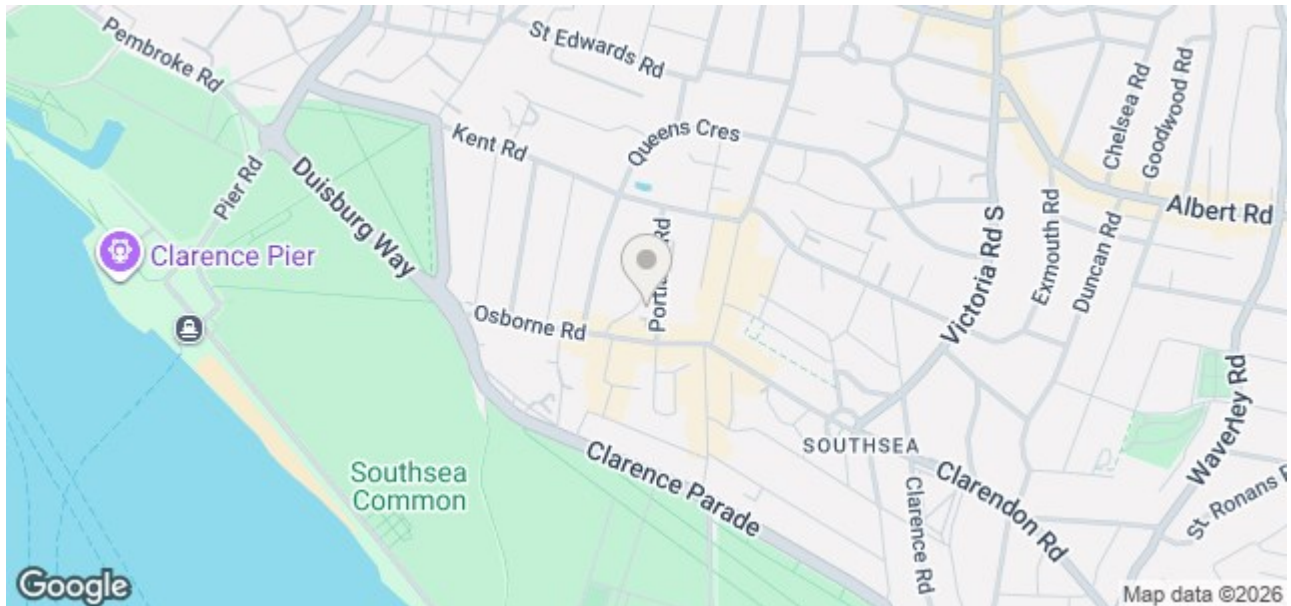 Pembroke Rd
St Edwards Rd
Chelsea Rd
Goodwood Rd
Kent Rd
Queens Cres
Pier Rd
Duisburg Way
Albert Rd
Exmouth Rd
Duncan Rd
Victoria Rd S
Clarence Pier
Rd
Osborne Rd
Waverley Rd
SOUTHSEA
Clarence Parade
Southsea
Common
Clarendon Rd
Clarence Rd
St. Ronans
Google
Map data ©2026